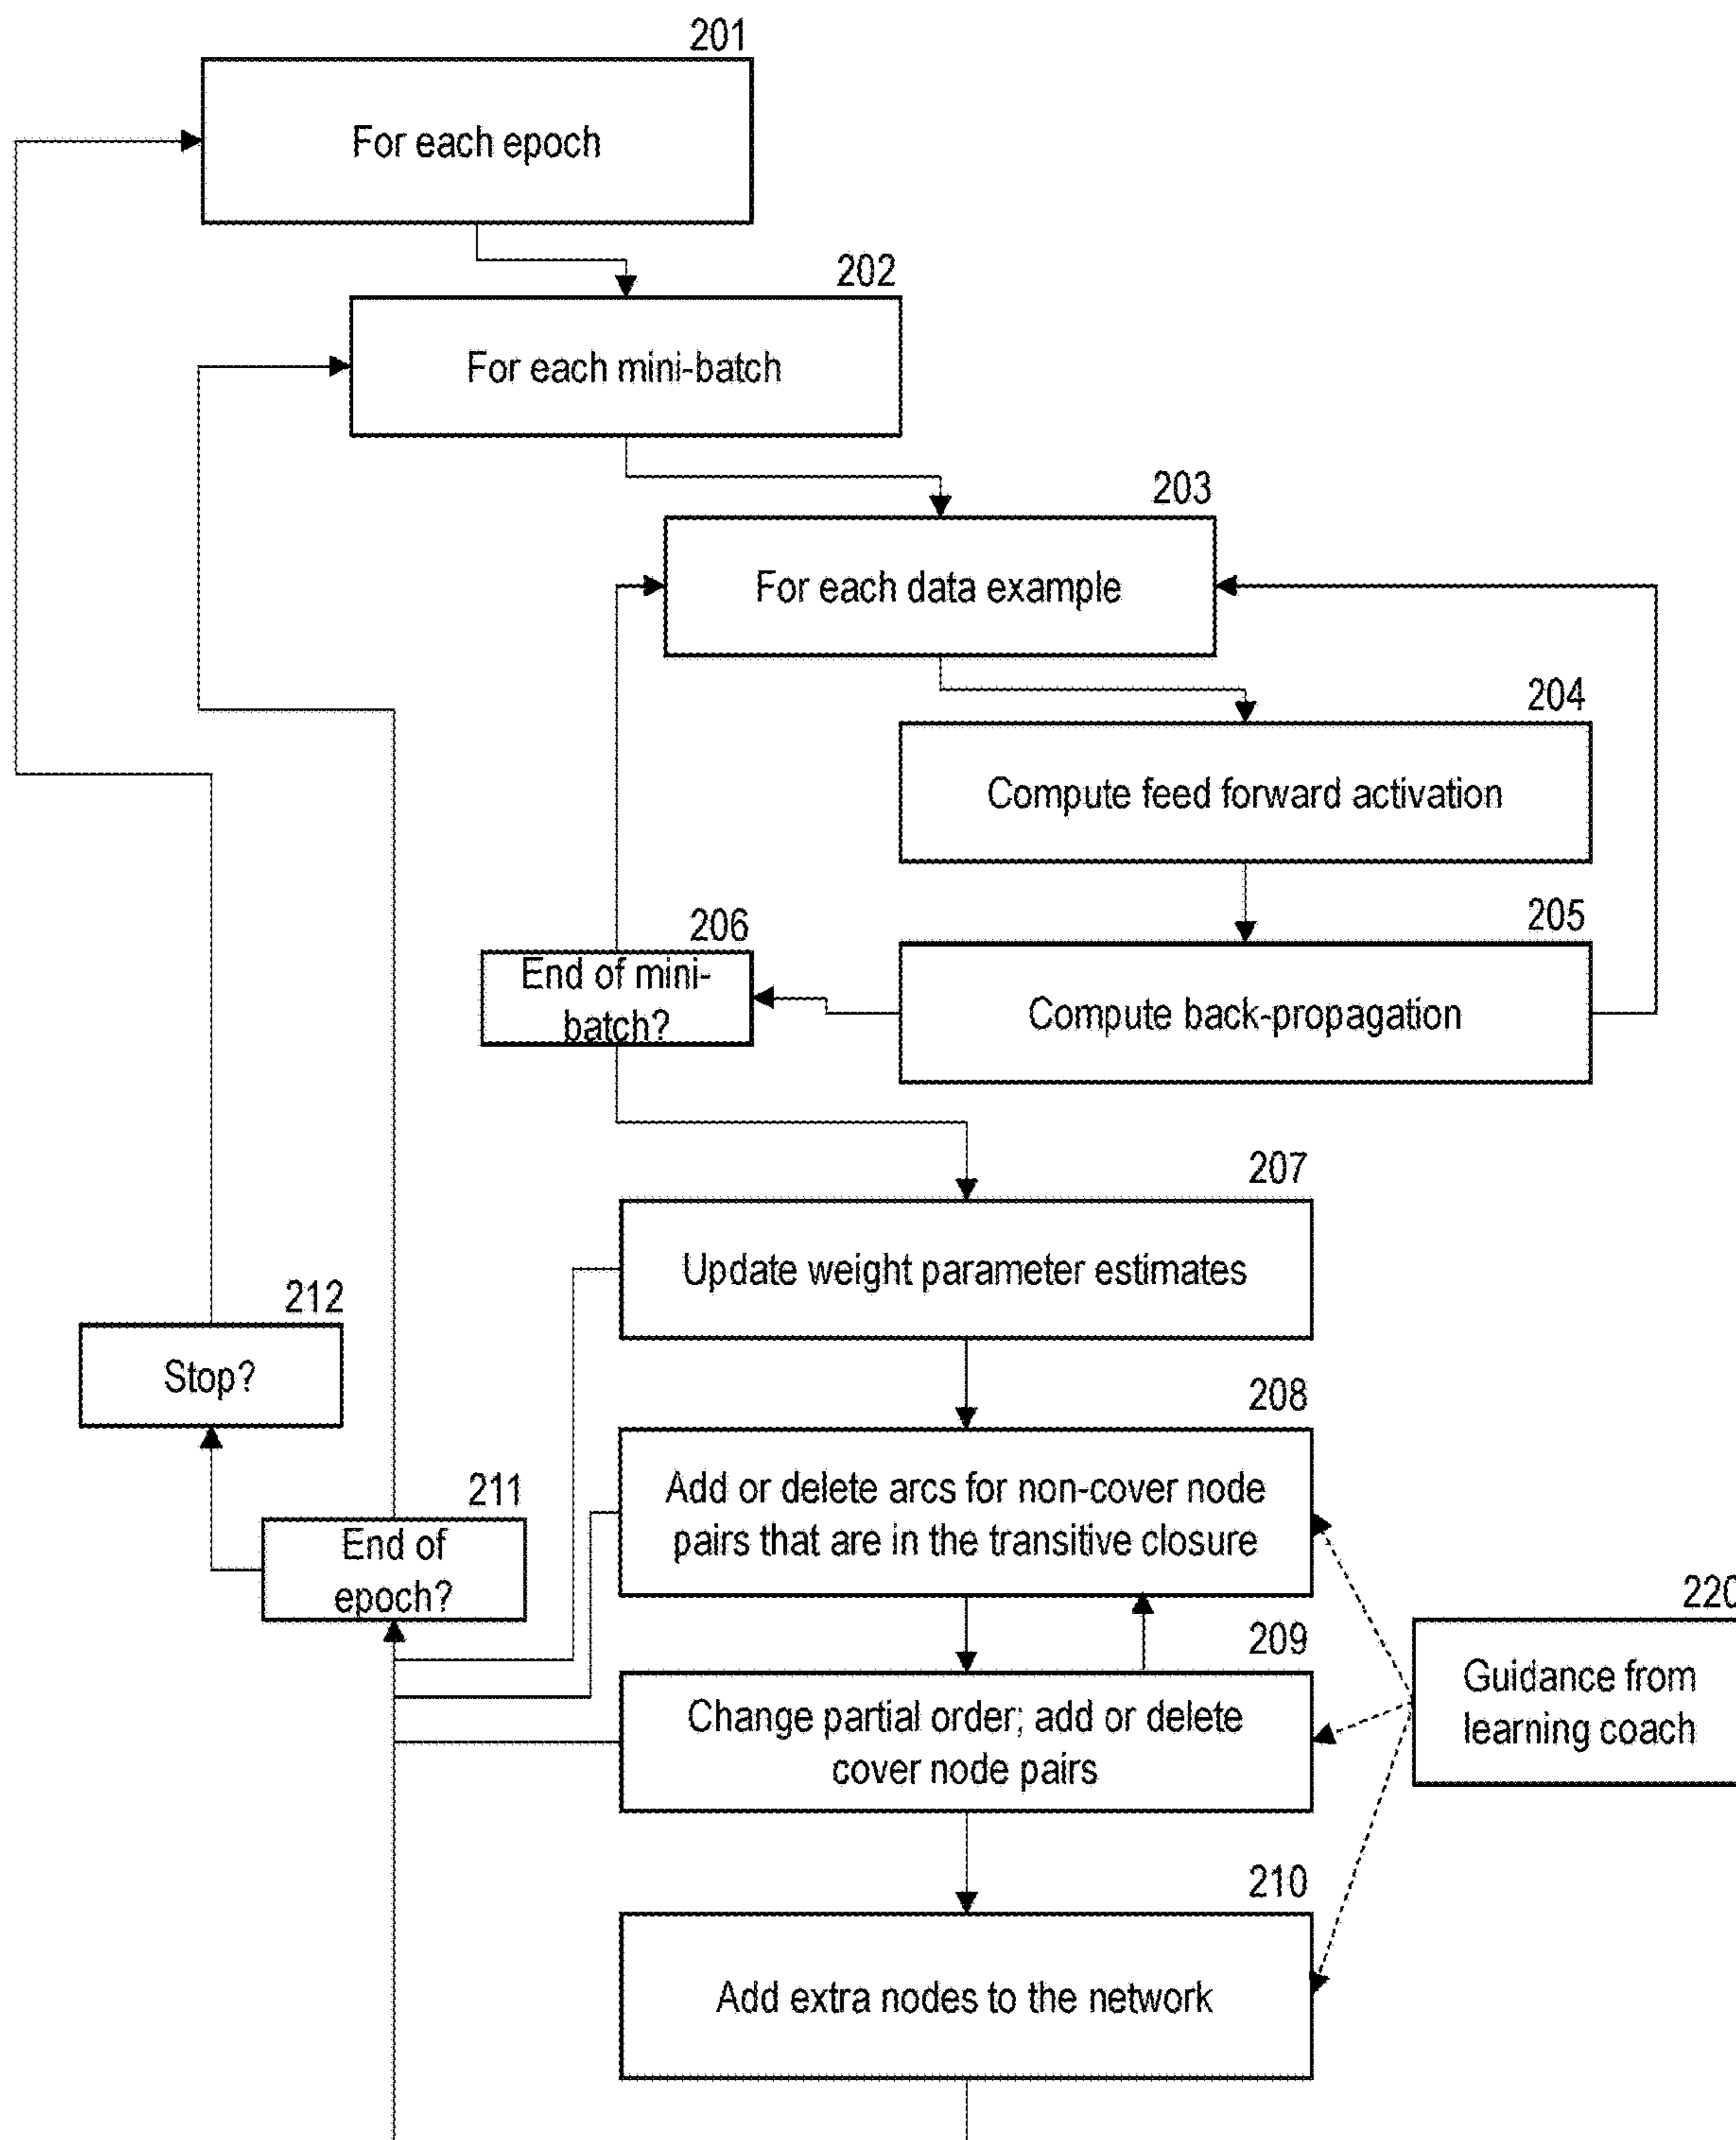 201
For each epoch
202
For each mini-batch
203
For each data example
204
Compute feed forward activation
205
Compute back-propagation
206
End of mini-
batch?
207
Update weight parameter estimates
212
Stop?
208
Add or delete arcs for non-cover node
pairs that are in the transitive closure
211
End of
epoch?
209
Change partial order; add or delete
cover node pairs
220
Guidance from
learning coach
210
Add extra nodes to the network